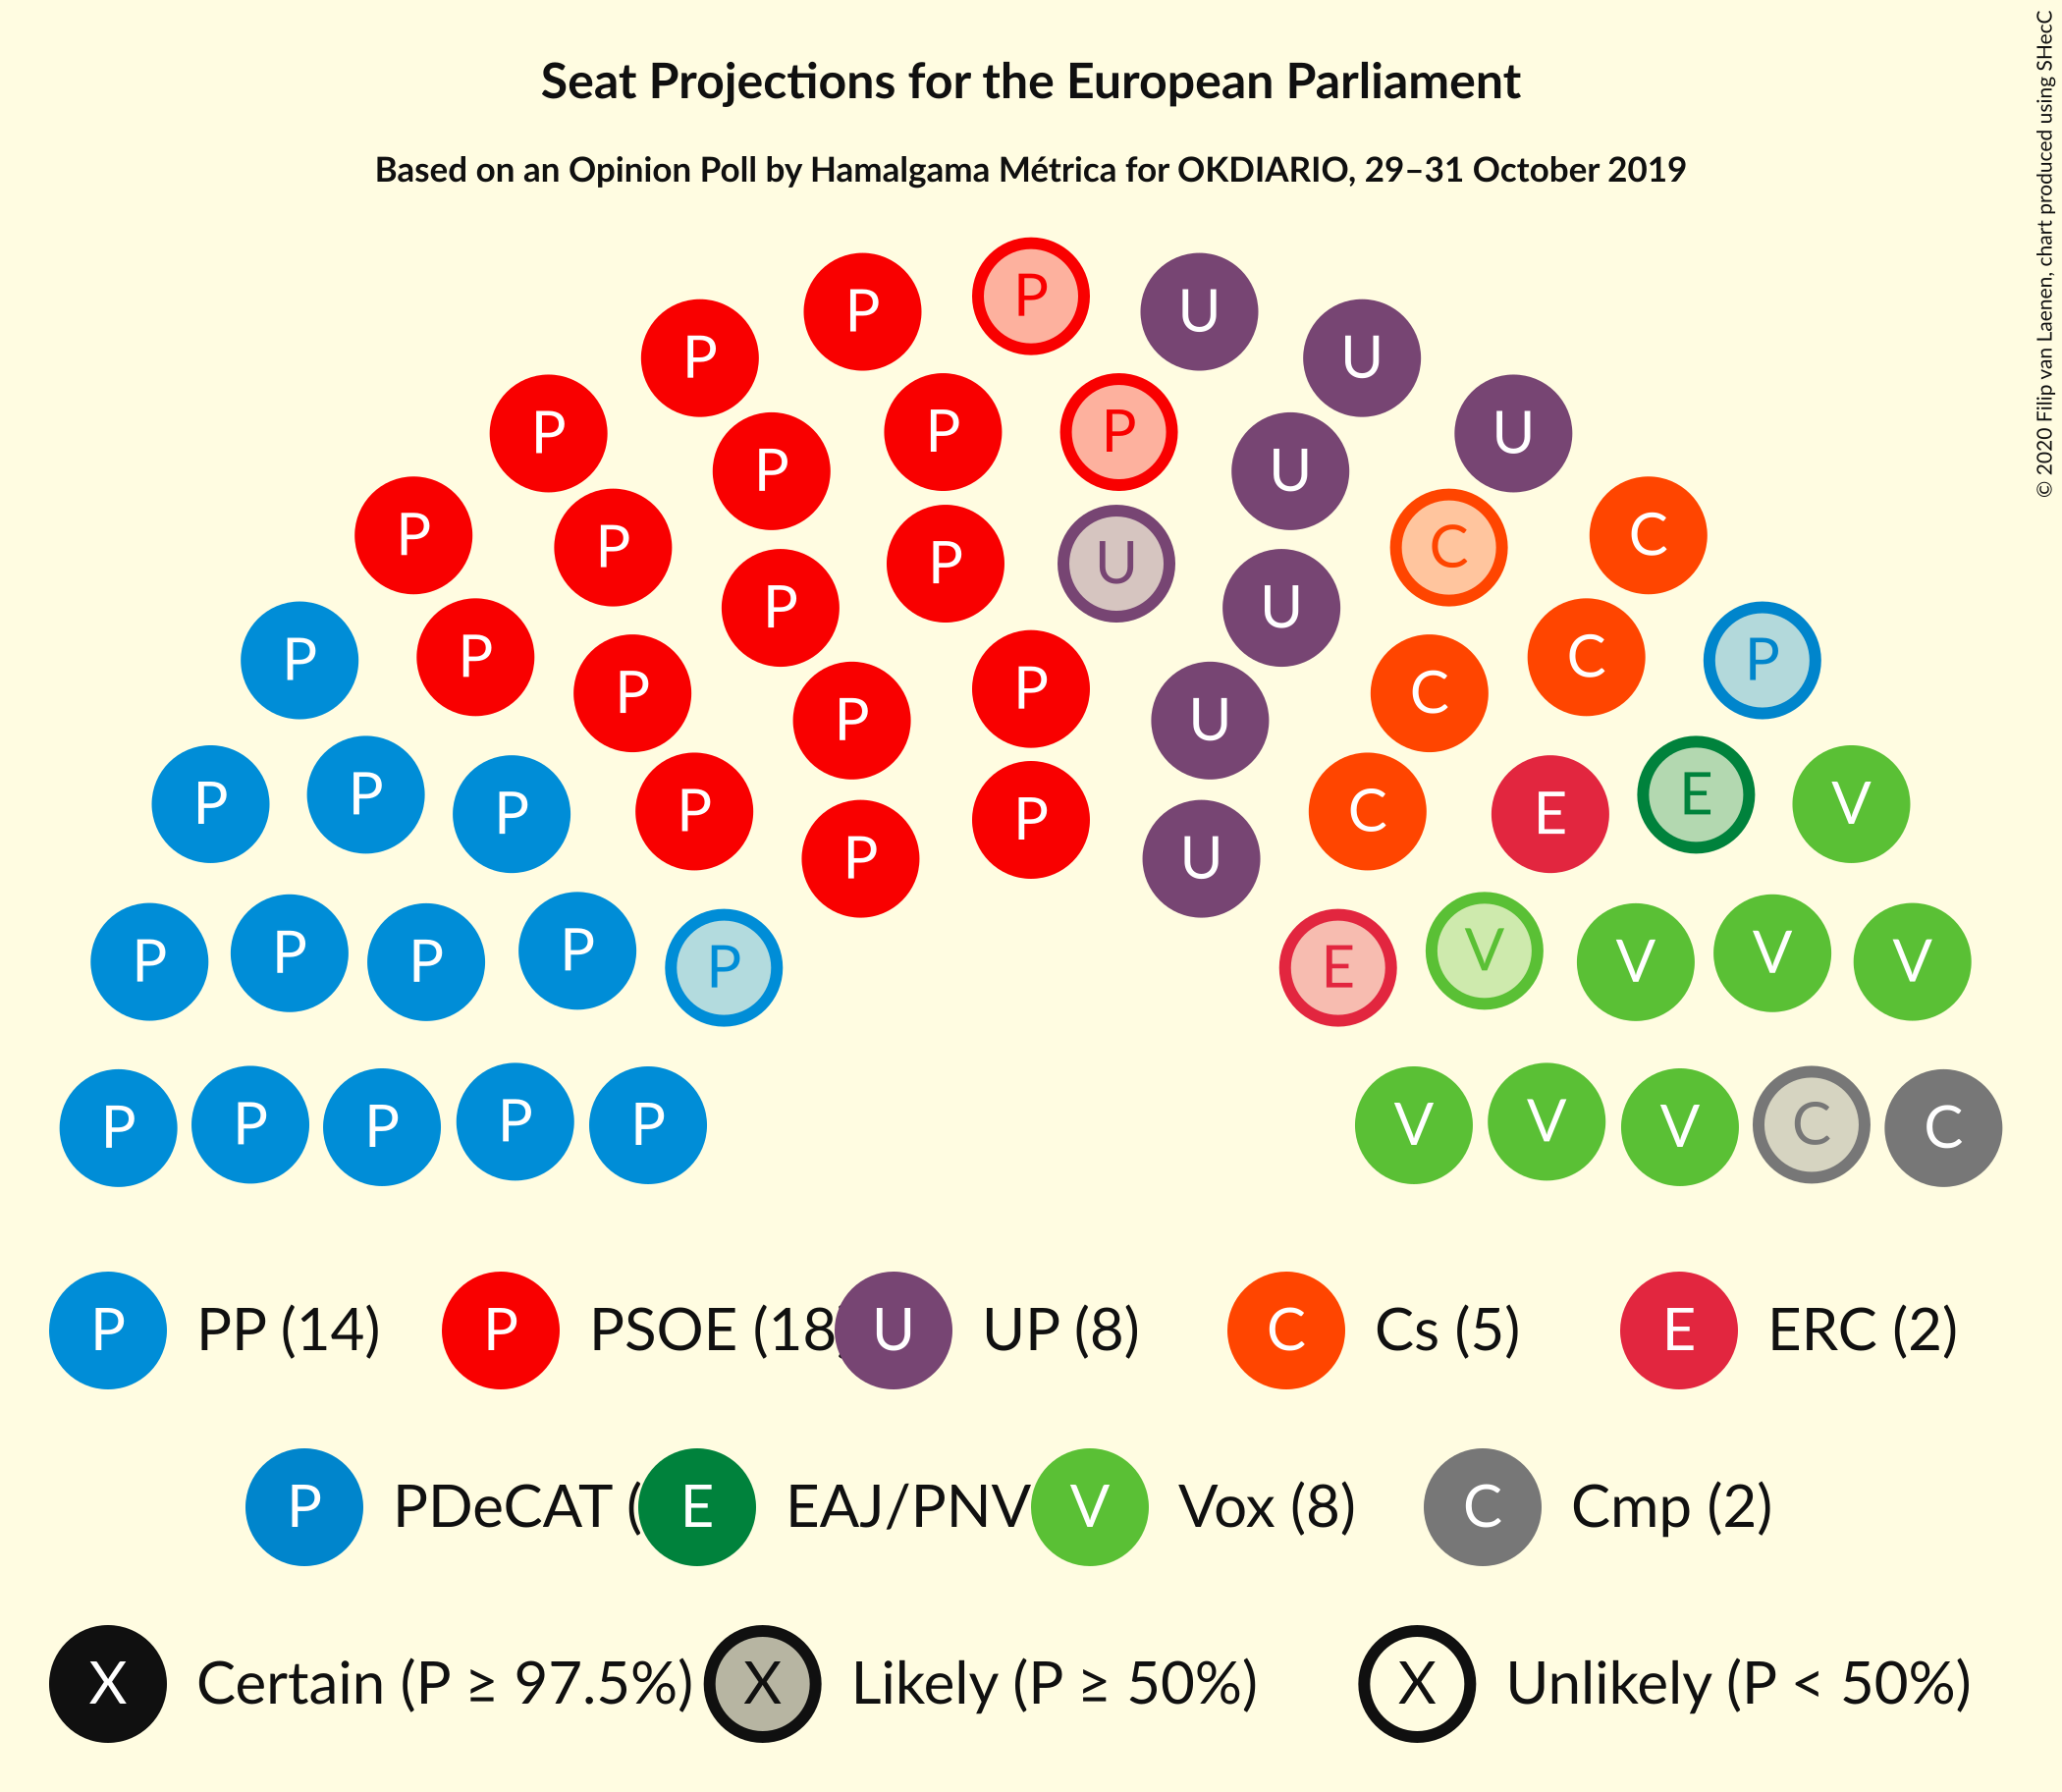 © 2020 Filip van Laenen, chart produced using SHecC
Seat Projections for the European Parliament
Based on an Opinion Poll by Hamalgama Métrica for OKDIARIO, 29–31 October 2019
P P P U U
P P P P U U U
P P P P U U C C
P P P P C C P
P P P P P U C E E V
P P U
P P P P P E V V V V
P P P P P V V V C C
P PP (14) P PSOE (18 U UP (8) C Cs (5) E ERC (2)
P PDeCAT ( E EAJ/PNV V Vox (8) C Cmp (2)
X Certain (P ≥ 97.5%) X Likely (P ≥ 50%) X Unlikely (P < 50%)